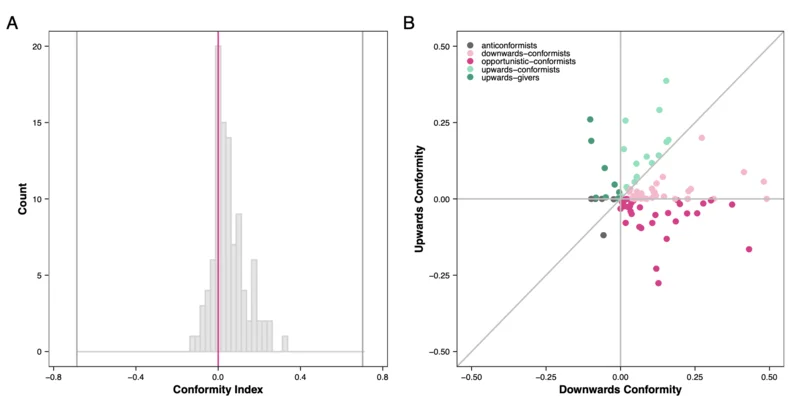 A
20
15
10
5
0
Count
−0.8
−0.4
0.0
0.4
0.8
Conformity Index
B
anticonformists
downwards−conformists
opportunistic−conformists
upwards−conformists
upwards−givers
0.50
0.25
0.00
−0.25
−0.50
Upwards Conformity
−0.50
−0.25
0.00
0.25
0.50
Downwards Conformity